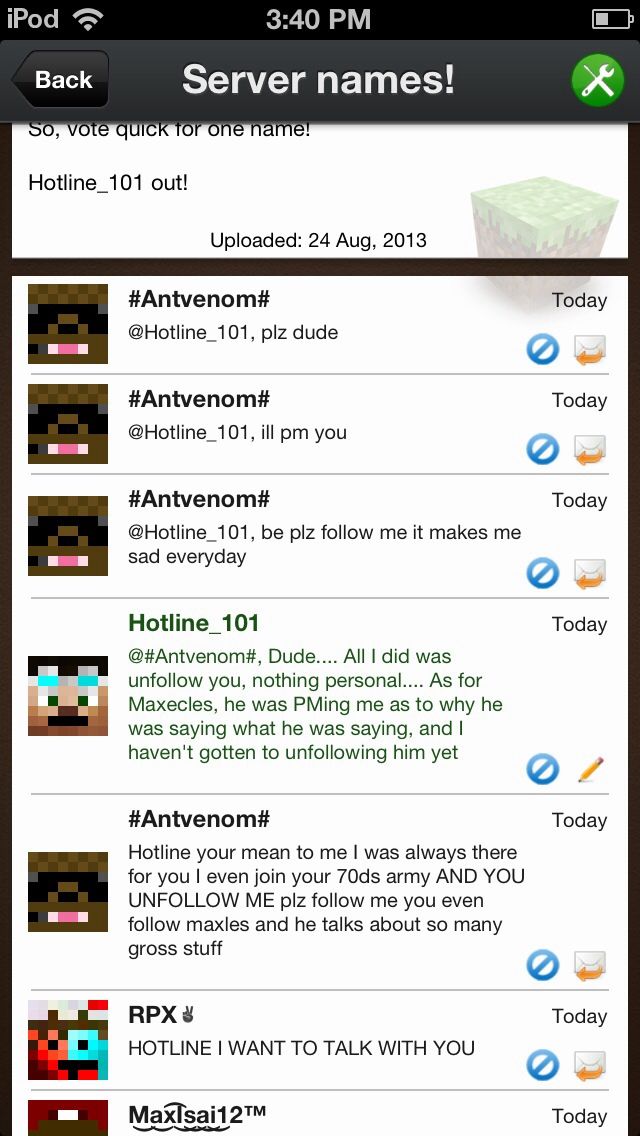 iPod 3:40 PM
Back Server names!
So, vote quick for one name!
Hotline_101 out!
Uploaded: 24 Aug, 2013
#Antvenom# Today
@Hotline_101, plz dude
#Antvenom# Today
@Hotline_101, ill pm you
#Antvenom# Today
@Hotline_101, be plz follow me it makes me
sad everyday
Hotline_101 Today
@#Antvenom#, Dude.... All I did was
unfollow you, nothing personal.... As for
Maxecles, he was PMing me as to why he
was saying what he was saying, and I
haven't gotten to unfollowing him yet
#Antvenom# Today
Hotline your mean to me I was always there
for you I even join your 70ds army AND YOU
UNFOLLOW ME plz follow me you even
follow maxles and he talks about so many
gross stuff
RPX✌ Today
HOTLINE I WANT TO TALK WITH YOU
MaxIsai12™ Today